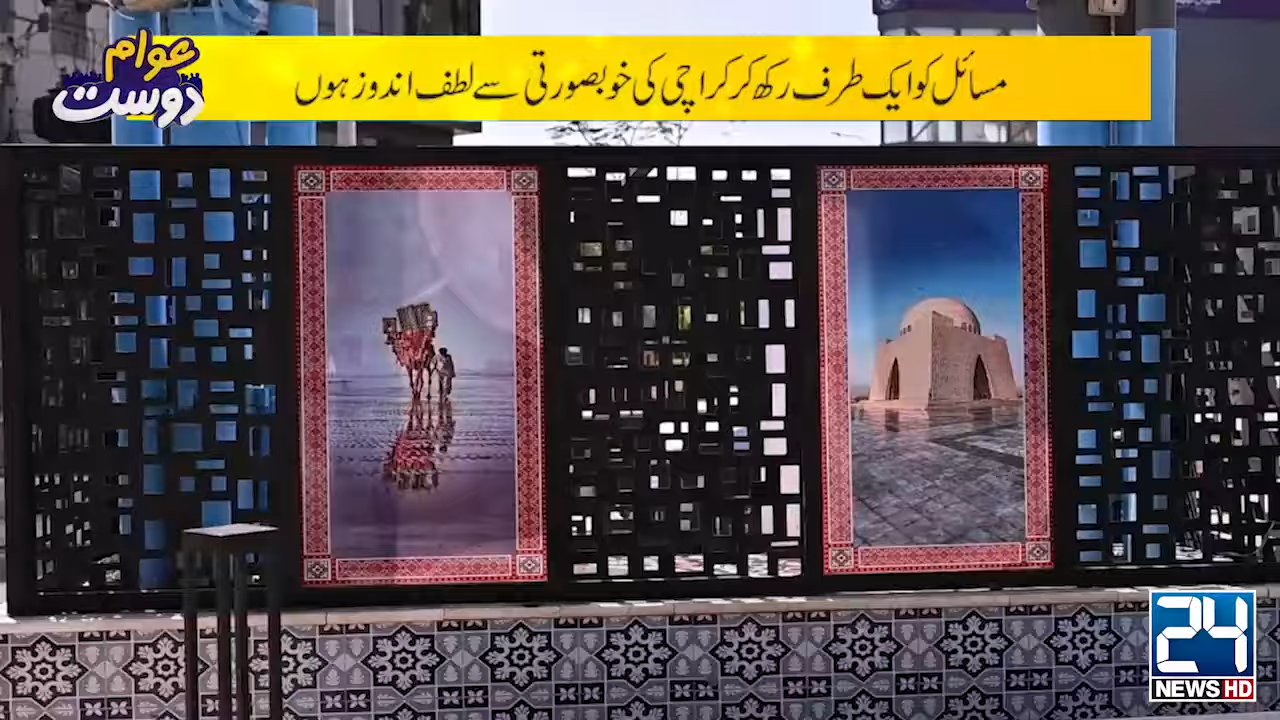 عوام
دوست
مسائل کو ایک طرف رکھ کر کراچی کی خوبصورتی سے لطف اندوز ہوں
24
NEWS HD